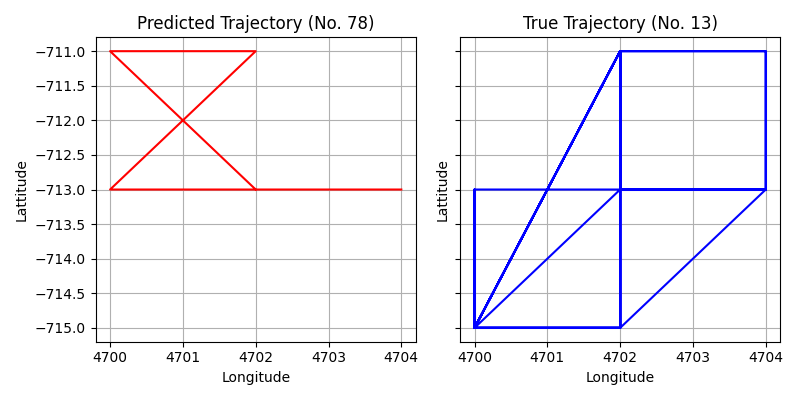 Predicted Trajectory (No. 78)
Lattitude
−711.0
−711.5
−712.0
−712.5
−713.0
−713.5
−714.0
−714.5
−715.0
4700 4701 4702 4703 4704
Longitude
True Trajectory (No. 13)
Lattitude
4700 4701 4702 4703 4704
Longitude